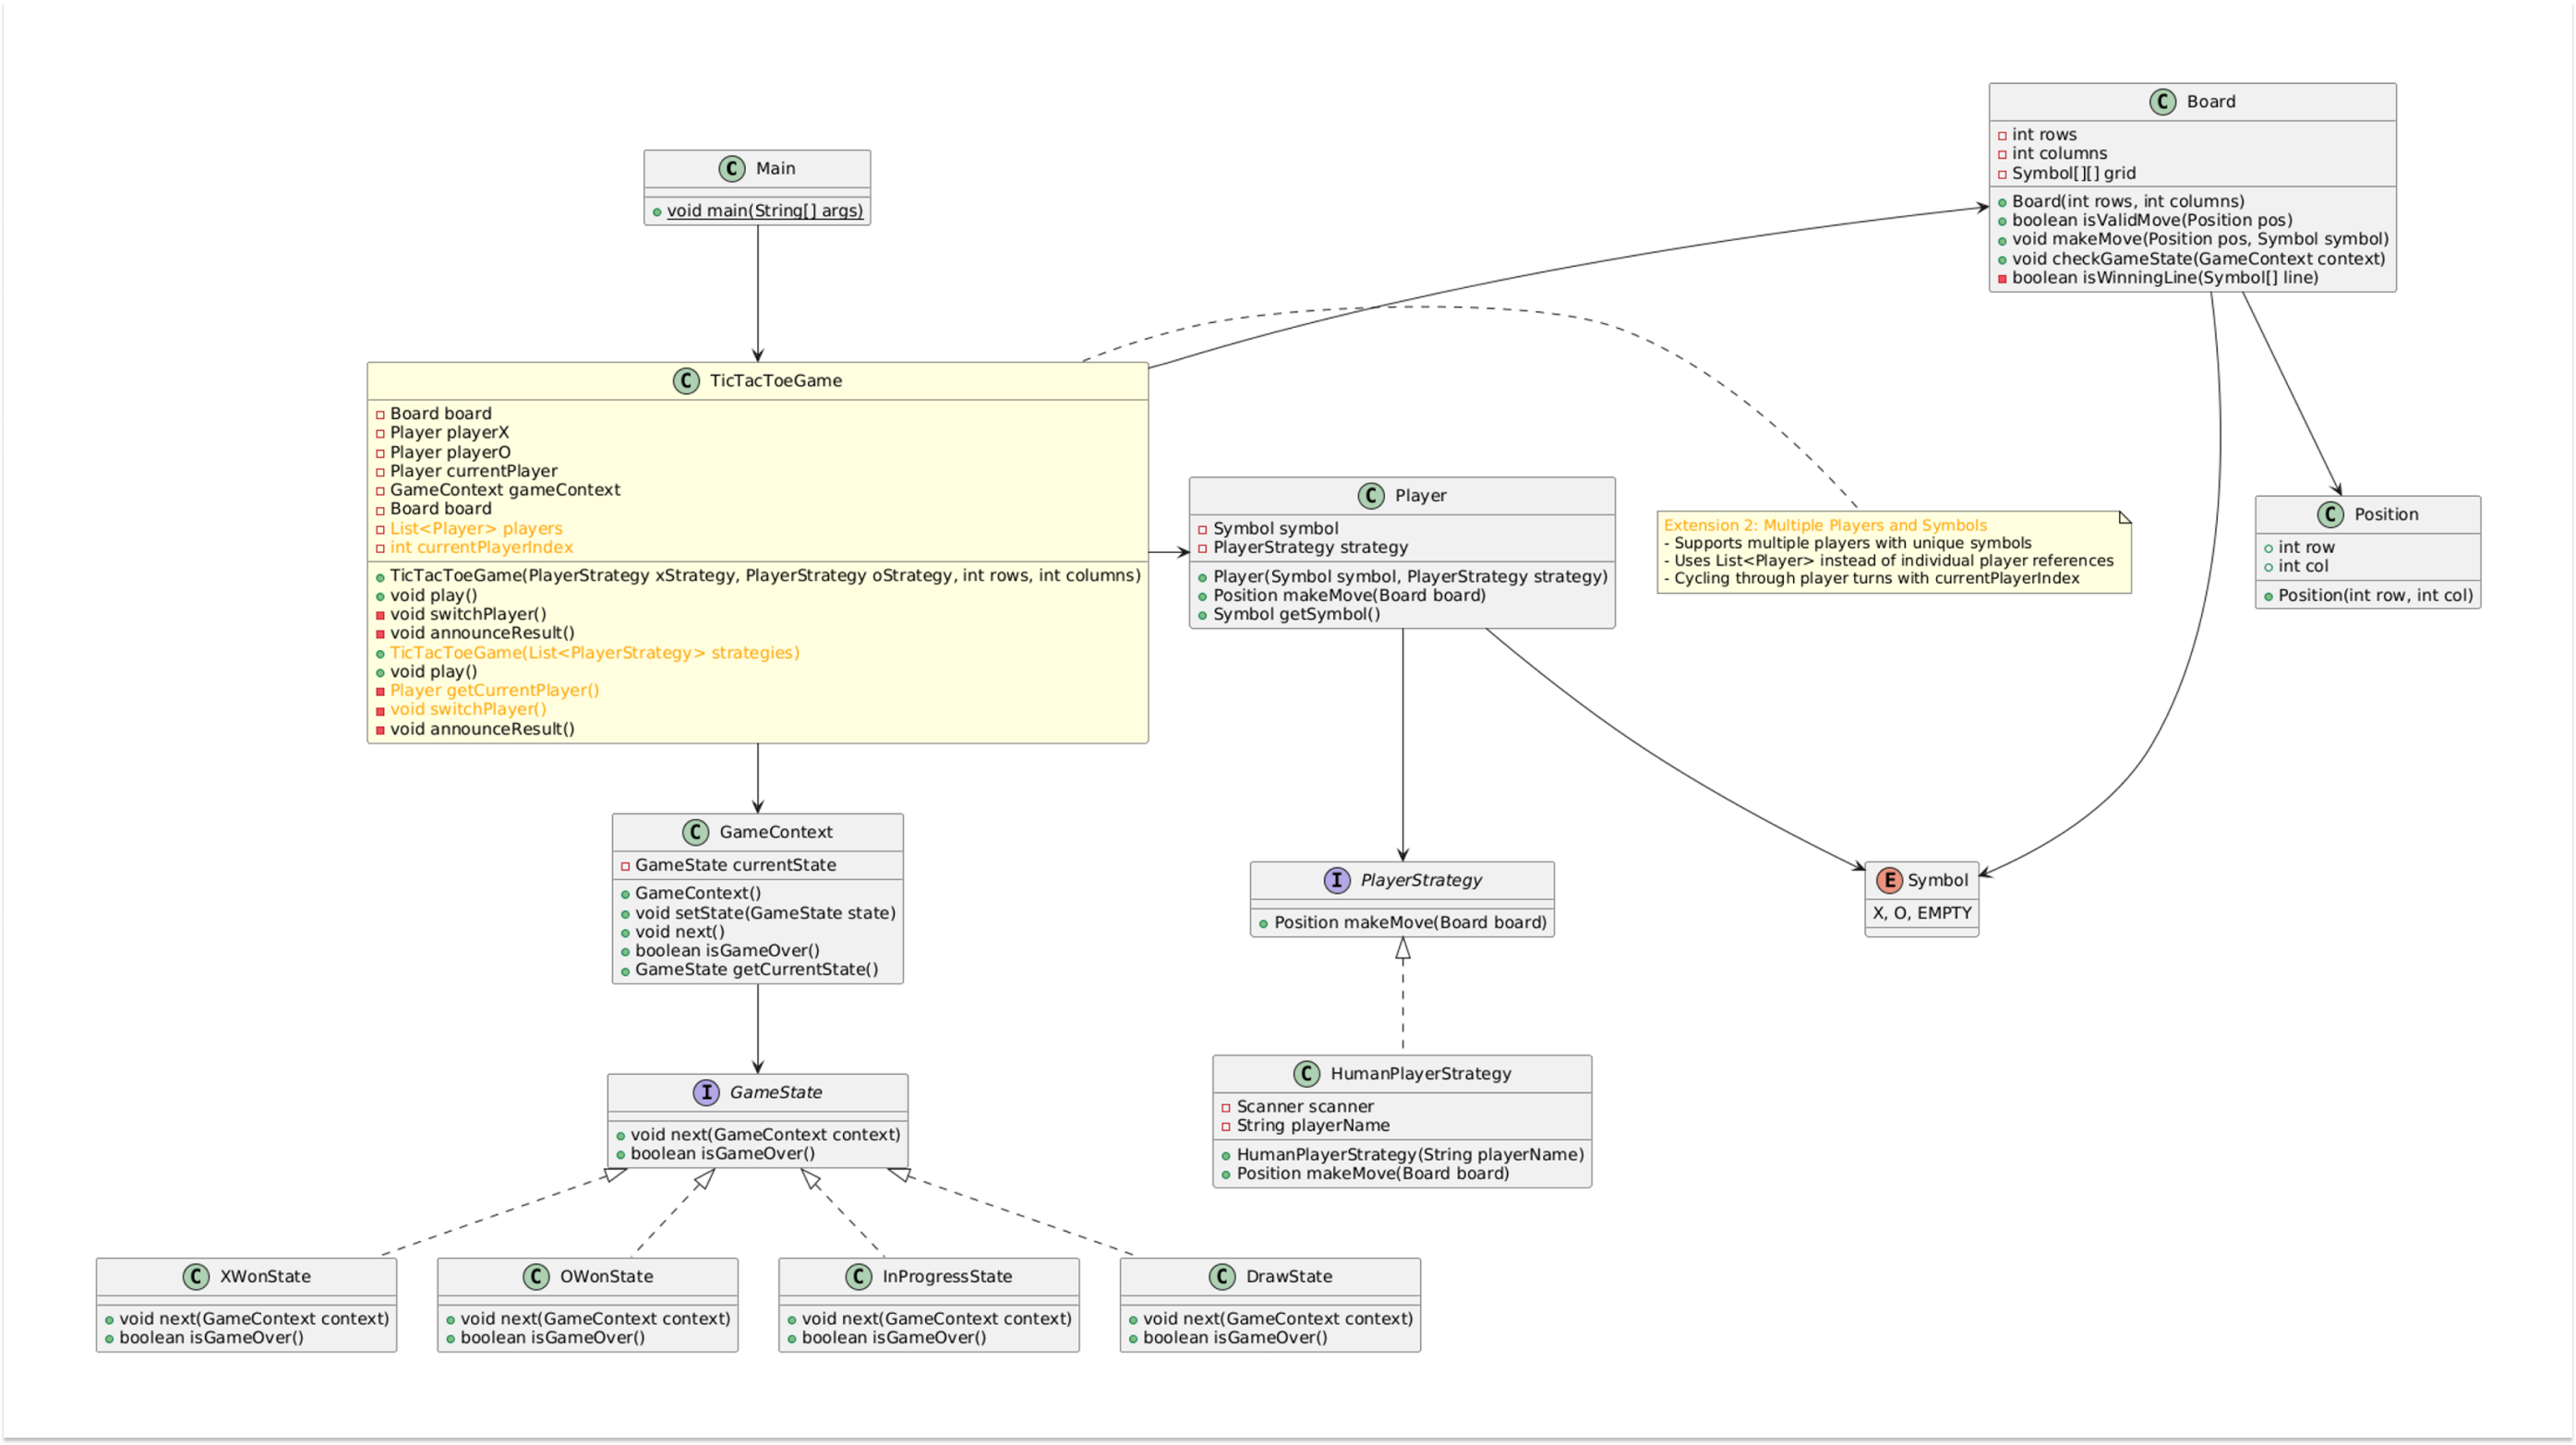 C Board
int rows
int columns
Symbol[][] grid
Board(int rows, int columns)
boolean isValidMove(Position pos)
void makeMove(Position pos, Symbol symbol)
void checkGameState(GameContext context)
boolean isWinningLine(Symbol[] line)
C Main
void main(String[] args)
C TicTacToeGame
Board board
Player playerX
Player playerO
Player currentPlayer
GameContext gameContext
Board board
List<Player> players
int currentPlayerIndex
TicTacToeGame(PlayerStrategy xStrategy, PlayerStrategy oStrategy, int rows, int columns)
void play()
void switchPlayer()
void announceResult()
TicTacToeGame(List<PlayerStrategy> strategies)
void play()
Player getCurrentPlayer()
void switchPlayer()
void announceResult()
C Player
Symbol symbol
PlayerStrategy strategy
Player(Symbol symbol, PlayerStrategy strategy)
Position makeMove(Board board)
Symbol getSymbol()
Extension 2: Multiple Players and Symbols
- Supports multiple players with unique symbols
- Uses List<Player> instead of individual player references
- Cycling through player turns with currentPlayerIndex
C Position
int row
int col
Position(int row, int col)
C GameContext
GameState currentState
GameContext()
void setState(GameState state)
void next()
boolean isGameOver()
GameState getCurrentState()
I PlayerStrategy
Position makeMove(Board board)
E Symbol
X, O, EMPTY
I GameState
void next(GameContext context)
boolean isGameOver()
C HumanPlayerStrategy
Scanner scanner
String playerName
HumanPlayerStrategy(String playerName)
Position makeMove(Board board)
C XWonState
void next(GameContext context)
boolean isGameOver()
C OWonState
void next(GameContext context)
boolean isGameOver()
C InProgressState
void next(GameContext context)
boolean isGameOver()
C DrawState
void next(GameContext context)
boolean isGameOver()